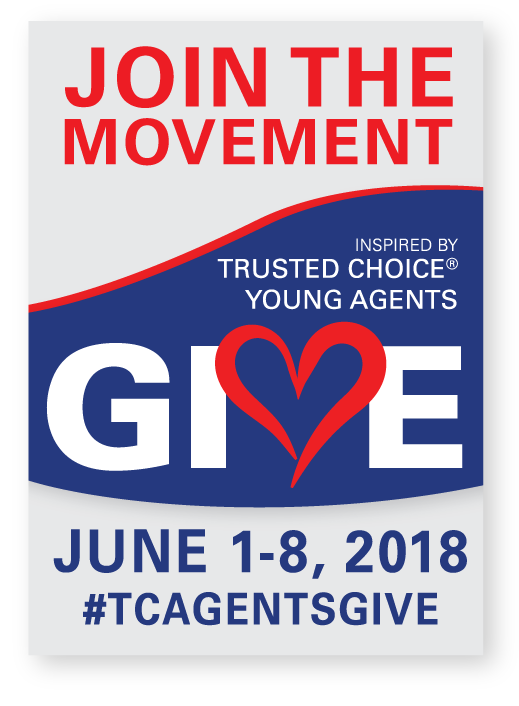 JOIN THE
MOVEMENT
INSPIRED BY
TRUSTED CHOICE®
YOUNG AGENTS
GIVE
JUNE 1-8, 2018
#TCAGENTSGIVE